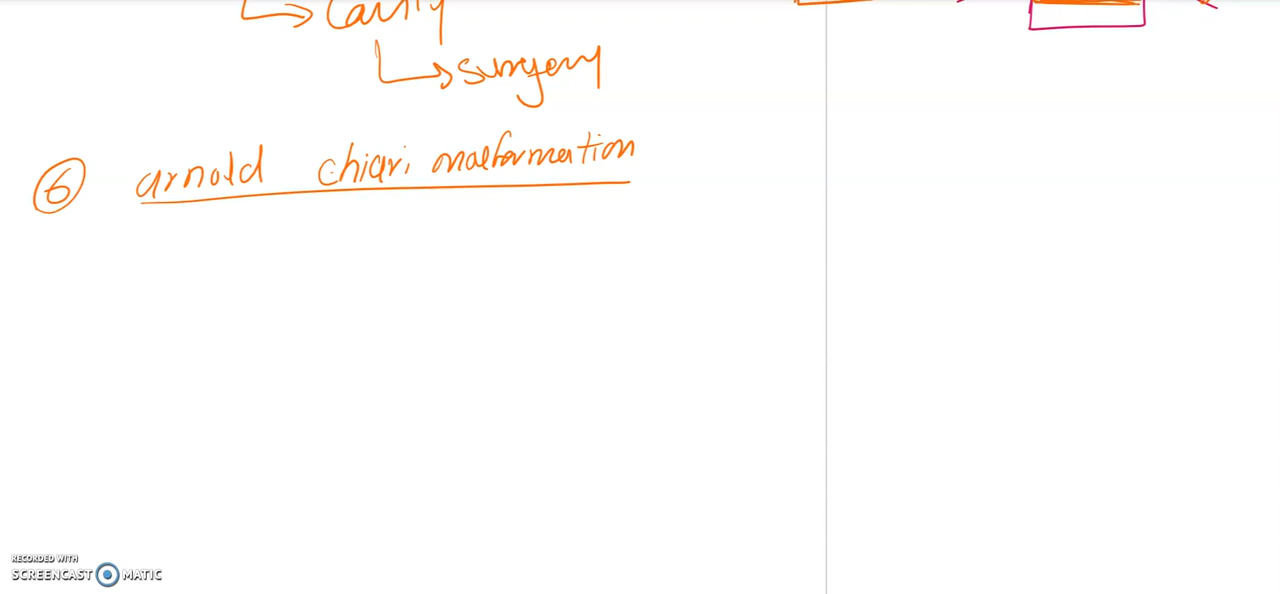 ↳ Cavity
↳ surgery
⑥ arnold chiari malformation
RECORDED WITH
SCREENCAST MATIC